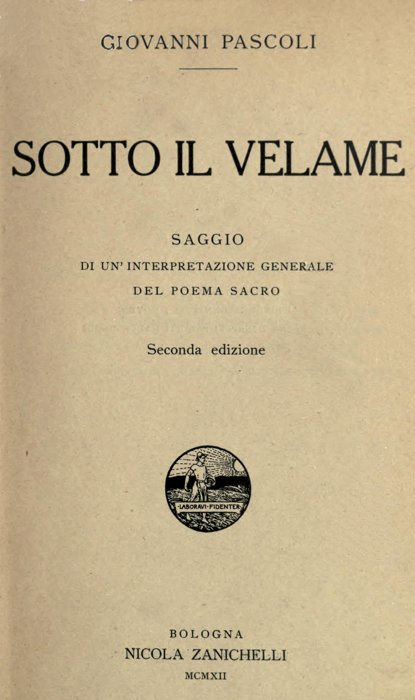 GIOVANNI PASCOLI
SOTTO IL VELAME
SAGGIO
DI UN' INTERPRETAZIONE GENERALE
DEL POEMA SACRO
Seconda edizione
LABORAVI·FIDENTER
BOLOGNA
NICOLA ZANICHELLI
MCMXII